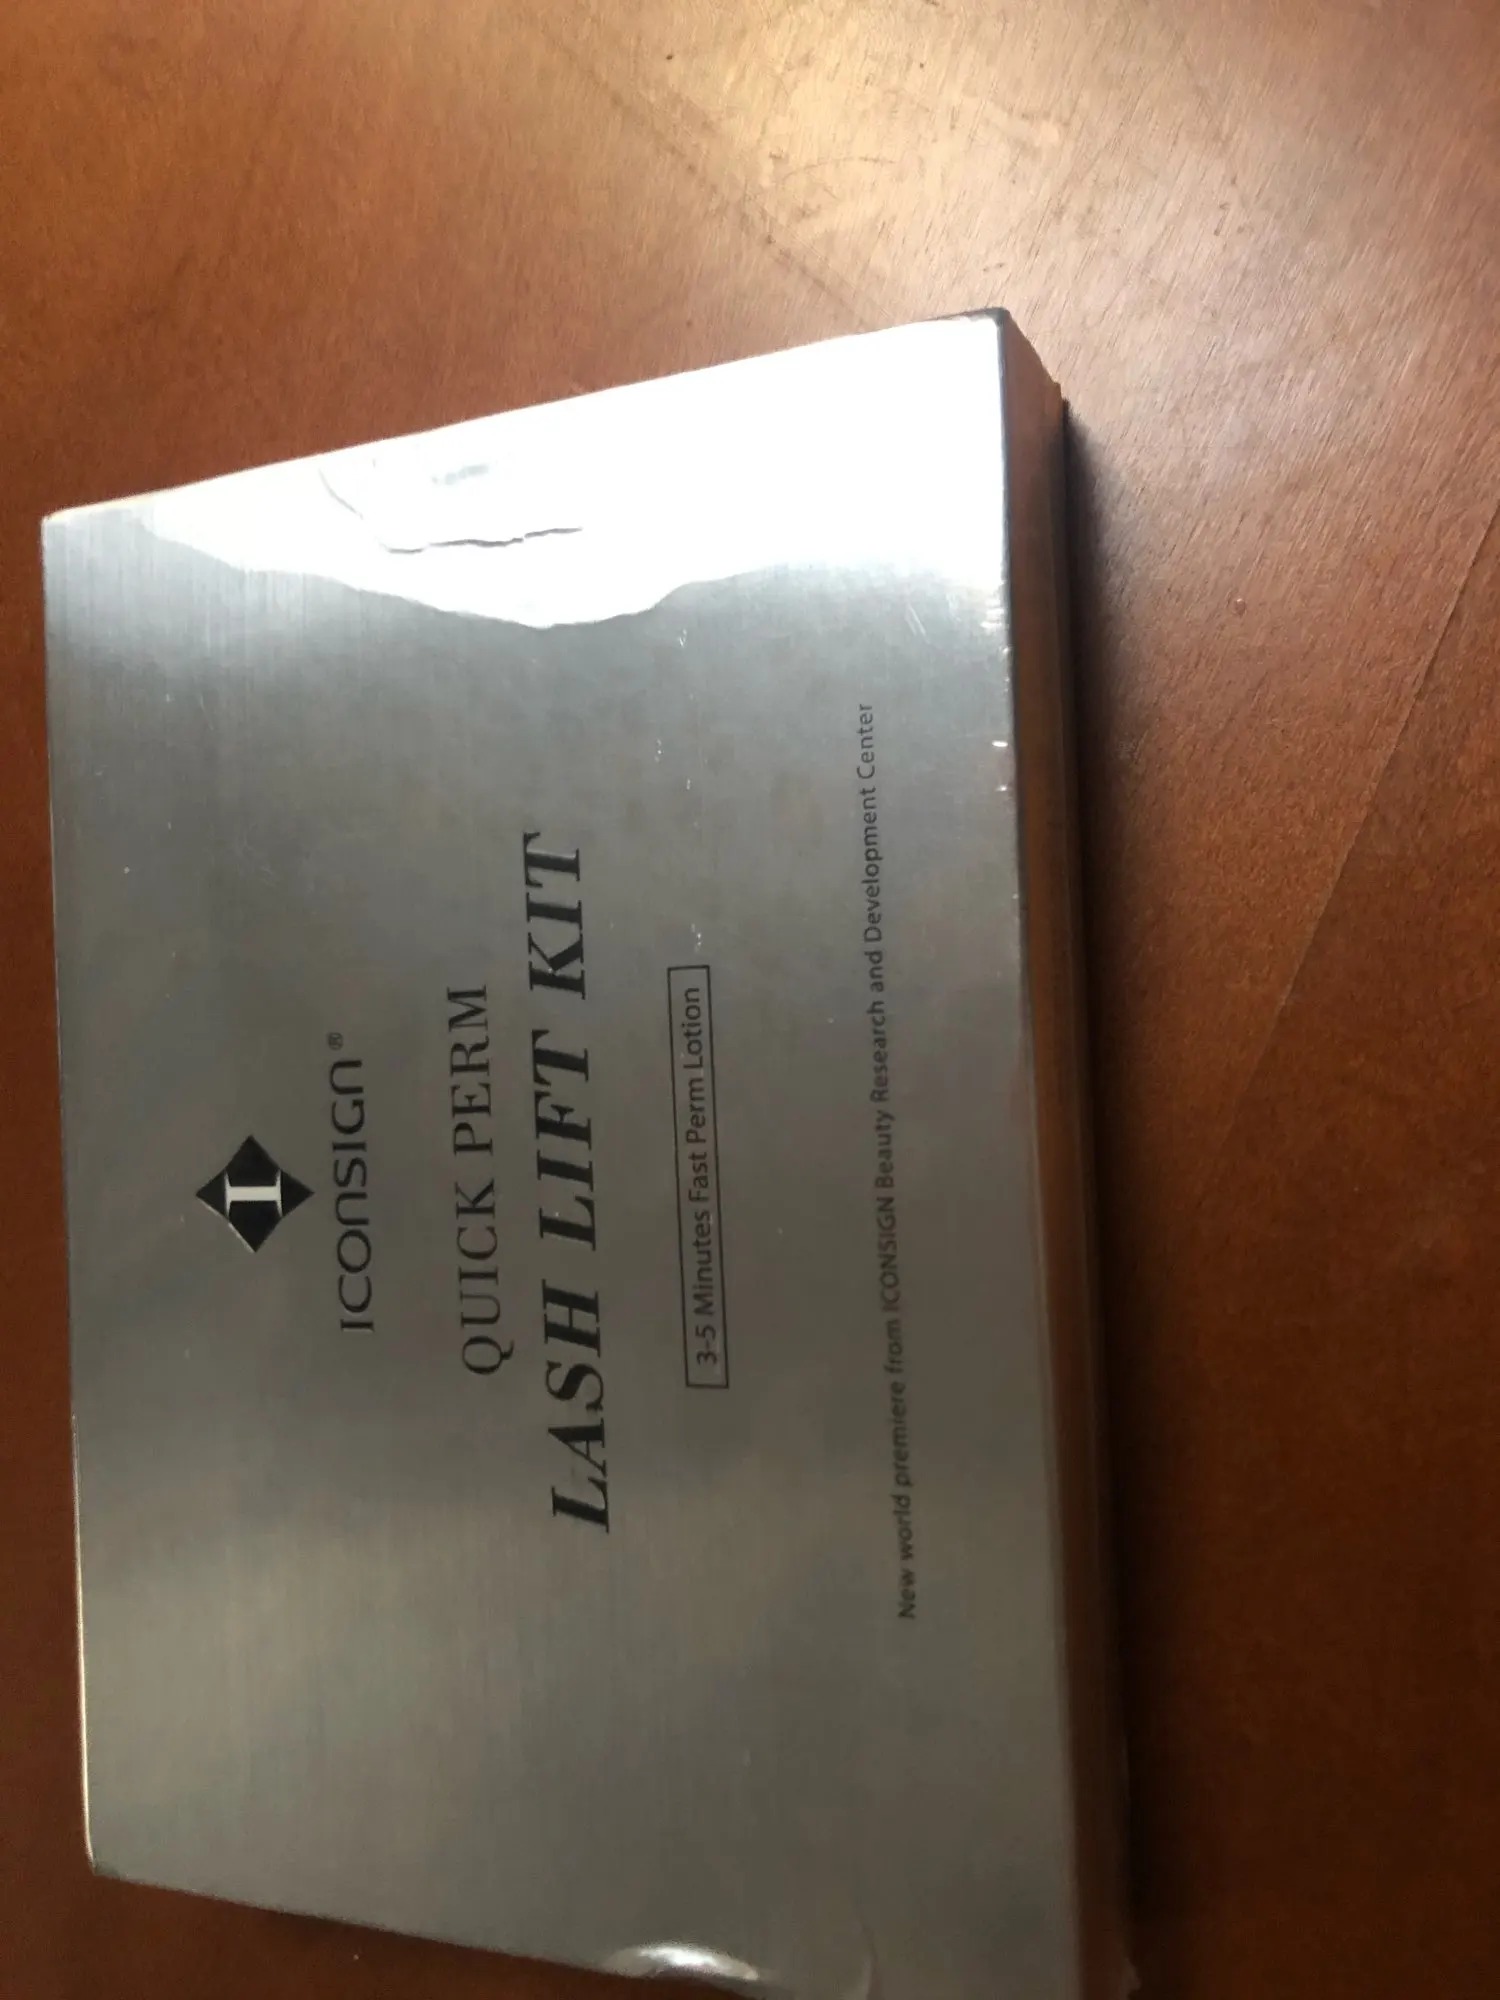 I
ICONSIGN®
QUICK PERM
LASH LIFT KIT
3-5 Minutes Fast Perm Lotion
New world premiere from ICONSIGN Beauty Research and Development Center